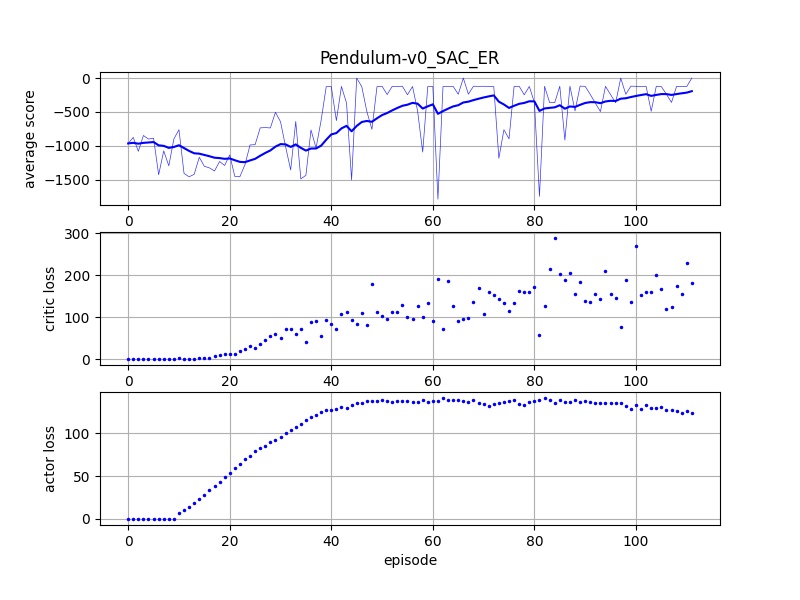 Pendulum-v0_SAC_ER
average score
0
−500
−1000
−1500
0 20 40 60 80 100
critic loss
300
200
100
0
0 20 40 60 80 100
actor loss
100
50
0
0 20 40 60 80 100
episode